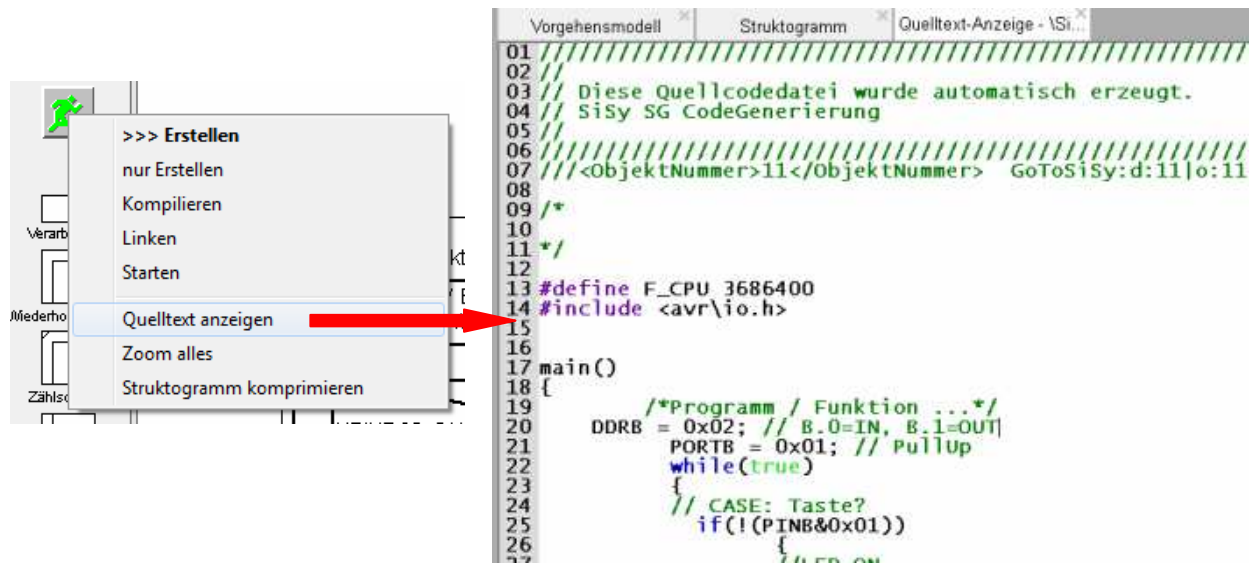 >>> Erstellen
nur Erstellen
Kompilieren
Linken
Starten
Quelltext anzeigen
Zoom alles
Struktogramm komprimieren
Vorgehensmodell
Struktogramm
Quelltext-Anzeige - \Si...
01 ////////////////////////////////////////////////////////
02 //
03 // Diese Quellcodedatei wurde automatisch erzeugt.
04 // SiSy SG CodeGenerierung
05 //
06 ////////////////////////////////////////////////////////
07 ///<ObjektNummer>11</ObjektNummer> GoToSiSy:d:11|o:11
08
09 /*
10
11 */
12
13 #define F_CPU 3686400
14 #include <avr\io.h>
15
16
17 main()
18 {
19 /*Programm / Funktion ...*/
20 DDRB = 0x02; // B.0=IN, B.1=OUT
21 PORTB = 0x01; // PullUp
22 while(true)
23 {
24 // CASE: Taste?
25 if(!(PINB&0x01))
26 {